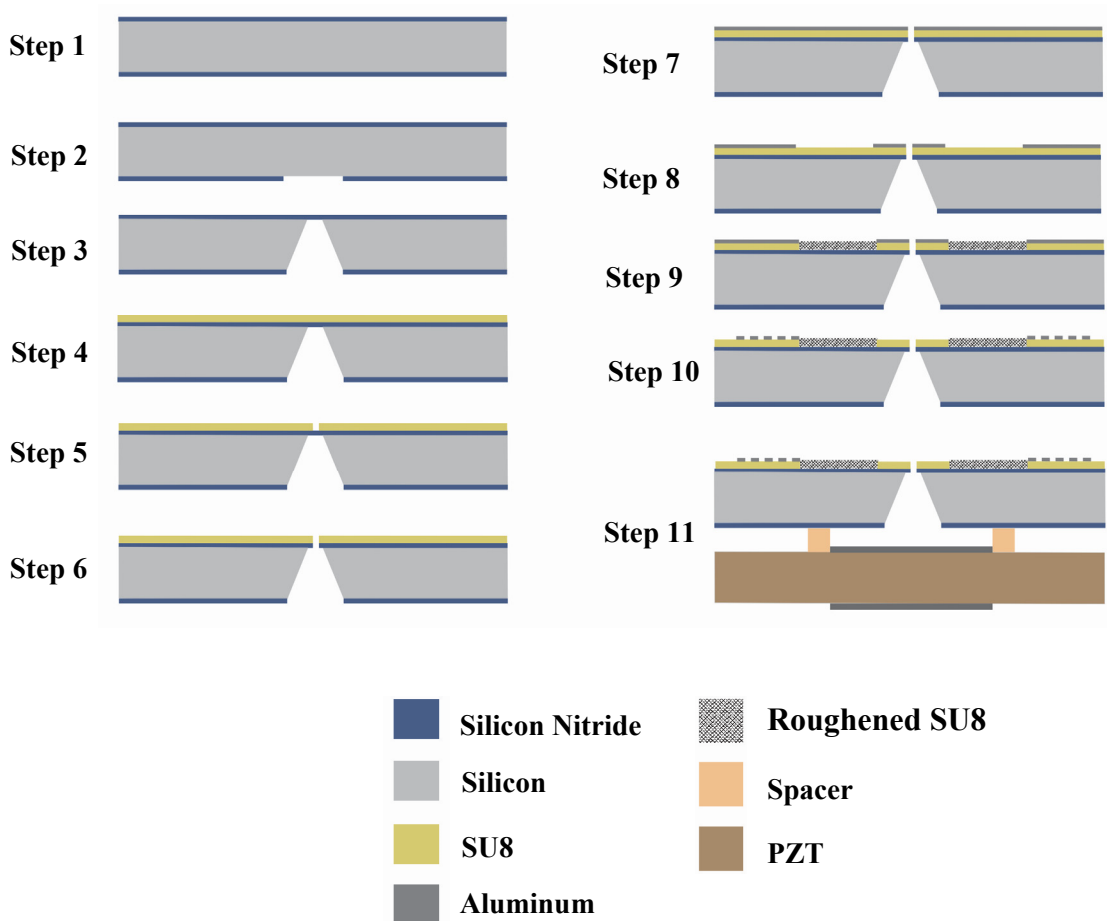 Step 1
Step 2
Step 3
Step 4
Step 5
Step 6
Step 7
Step 8
Step 9
Step 10
Step 11
Silicon Nitride
Silicon
SU8
Aluminum
Roughened SU8
Spacer
PZT